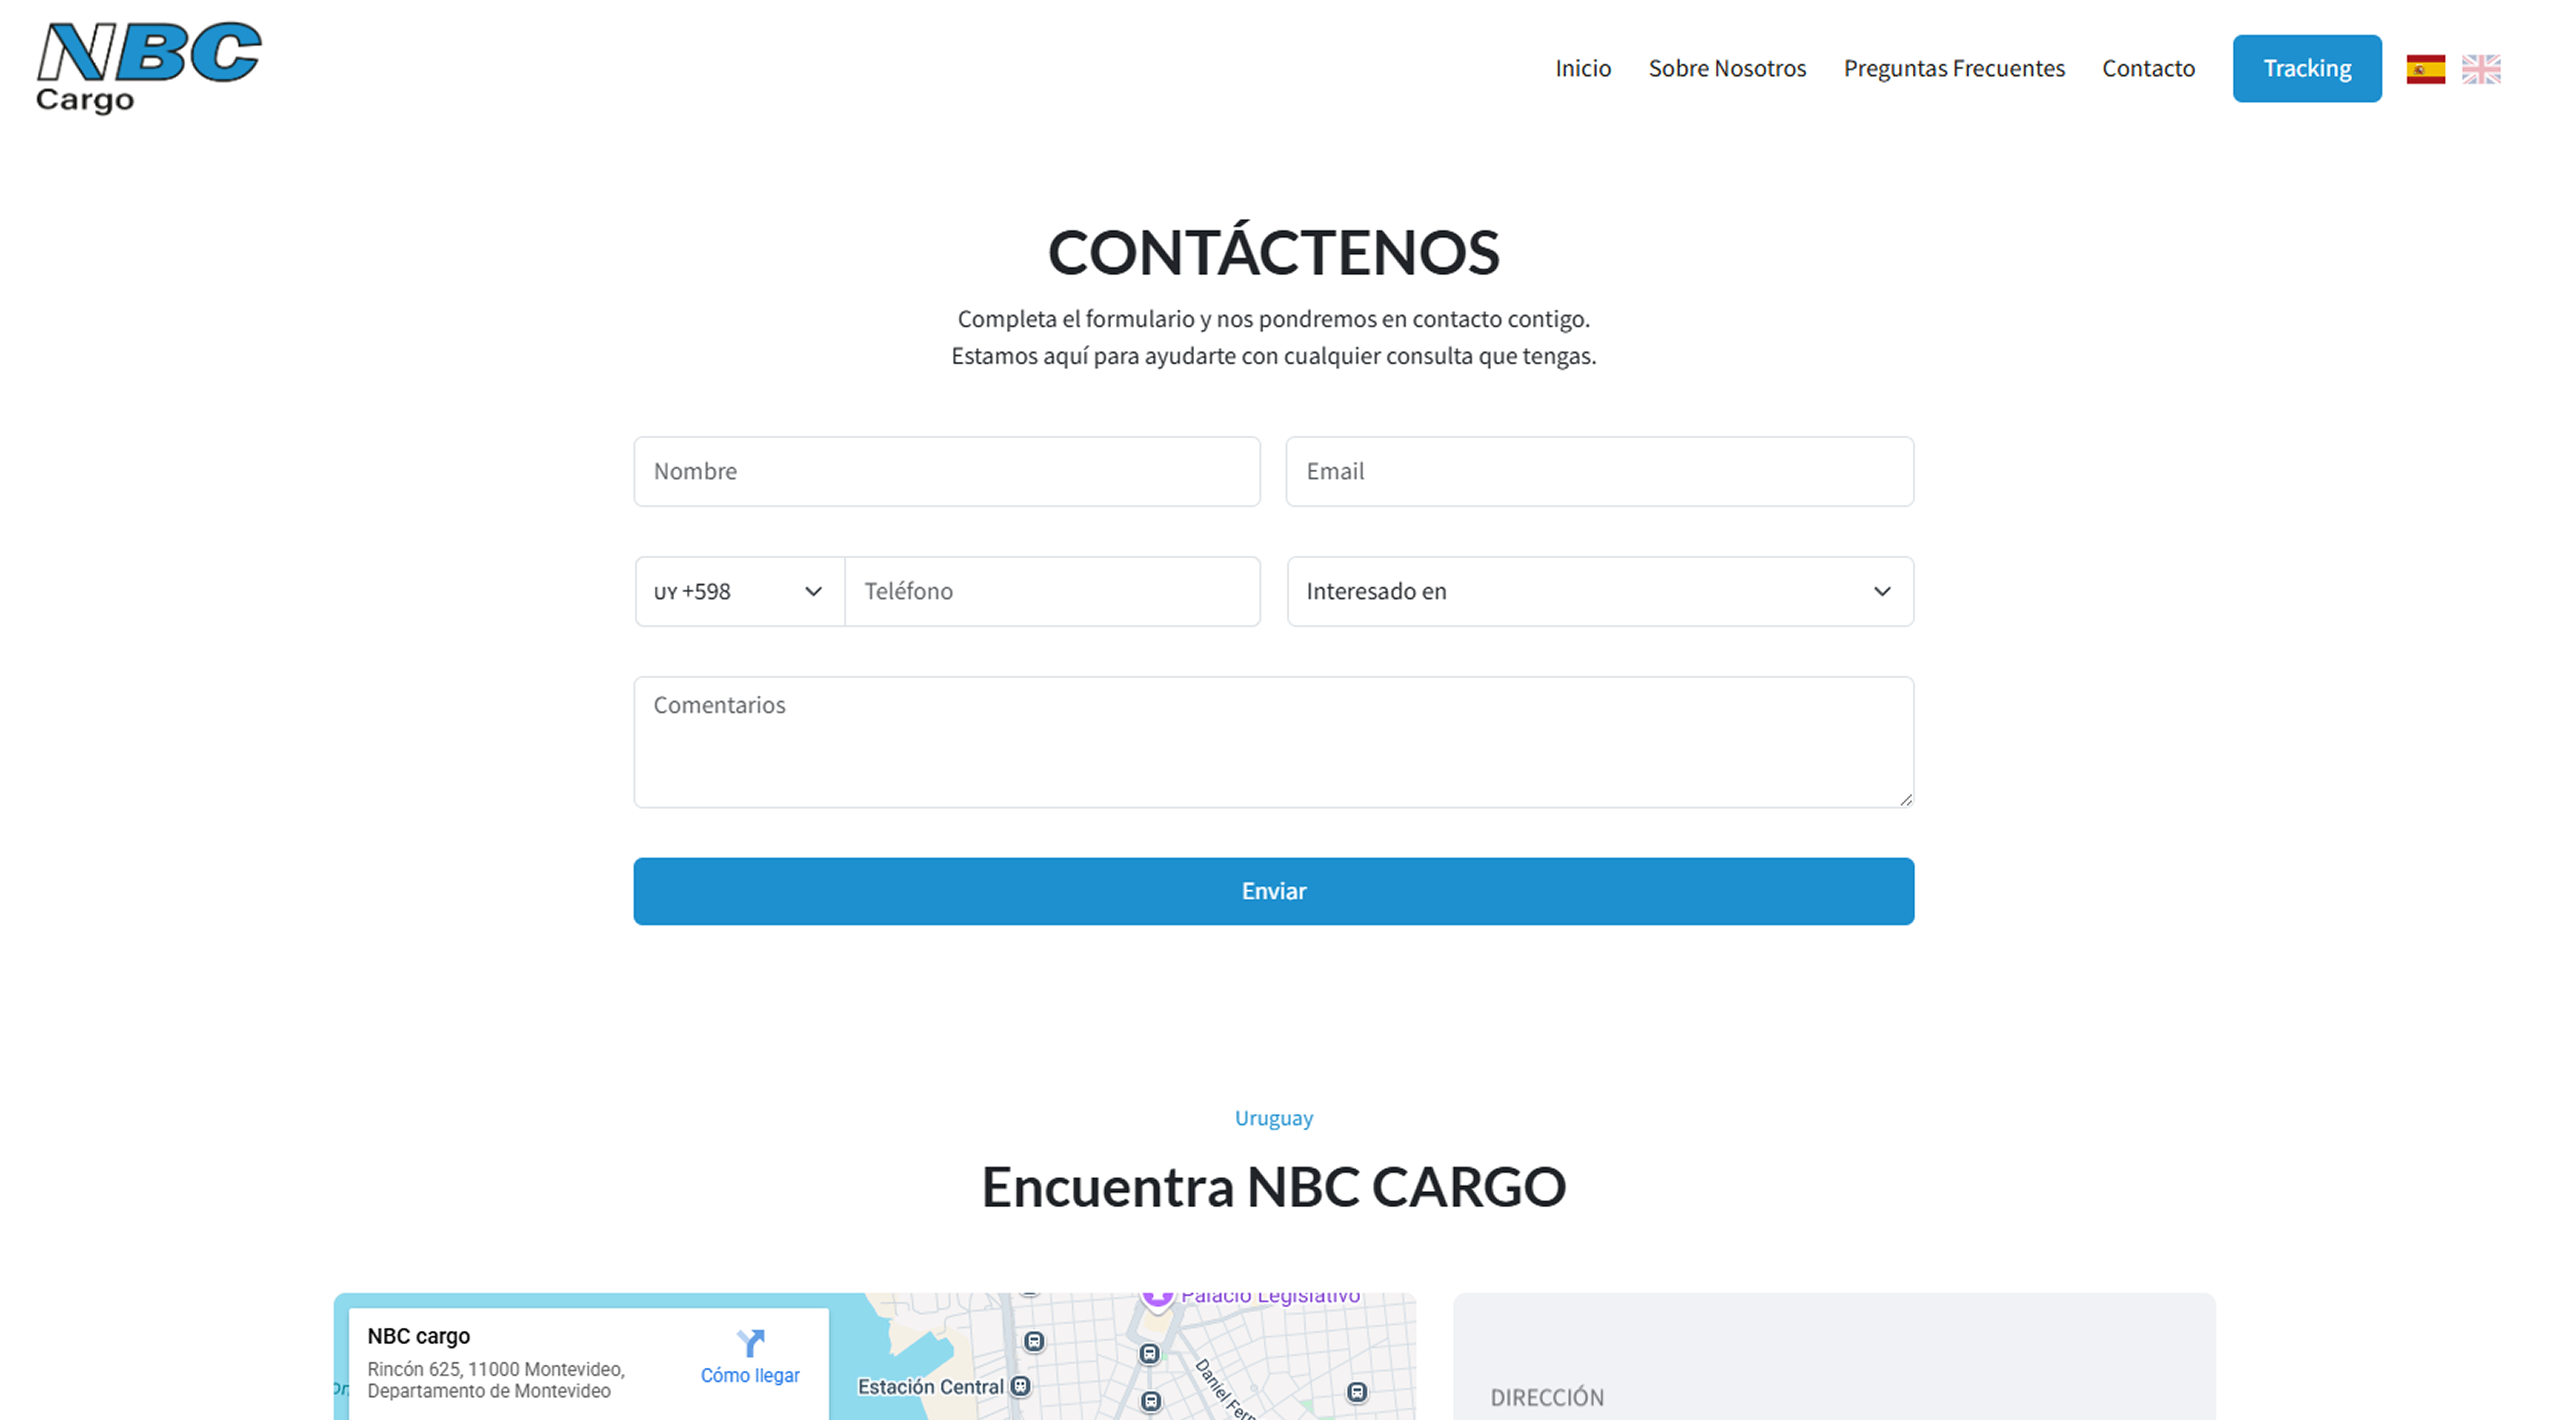 NBC
Cargo
Inicio
Sobre Nosotros
Preguntas Frecuentes
Contacto
Tracking
CONTÁCTENOS
Completa el formulario y nos pondremos en contacto contigo.
Estamos aquí para ayudarte con cualquier consulta que tengas.
Nombre
Email
UY +598
Teléfono
Interesado en
Comentarios
Enviar
Uruguay
Encuentra NBC CARGO
NBC cargo
Rincón 625, 11000 Montevideo,
Departamento de Montevideo
Cómo llegar
Palacio Legislativo
Estación Central
Daniel
DIRECCIÓN